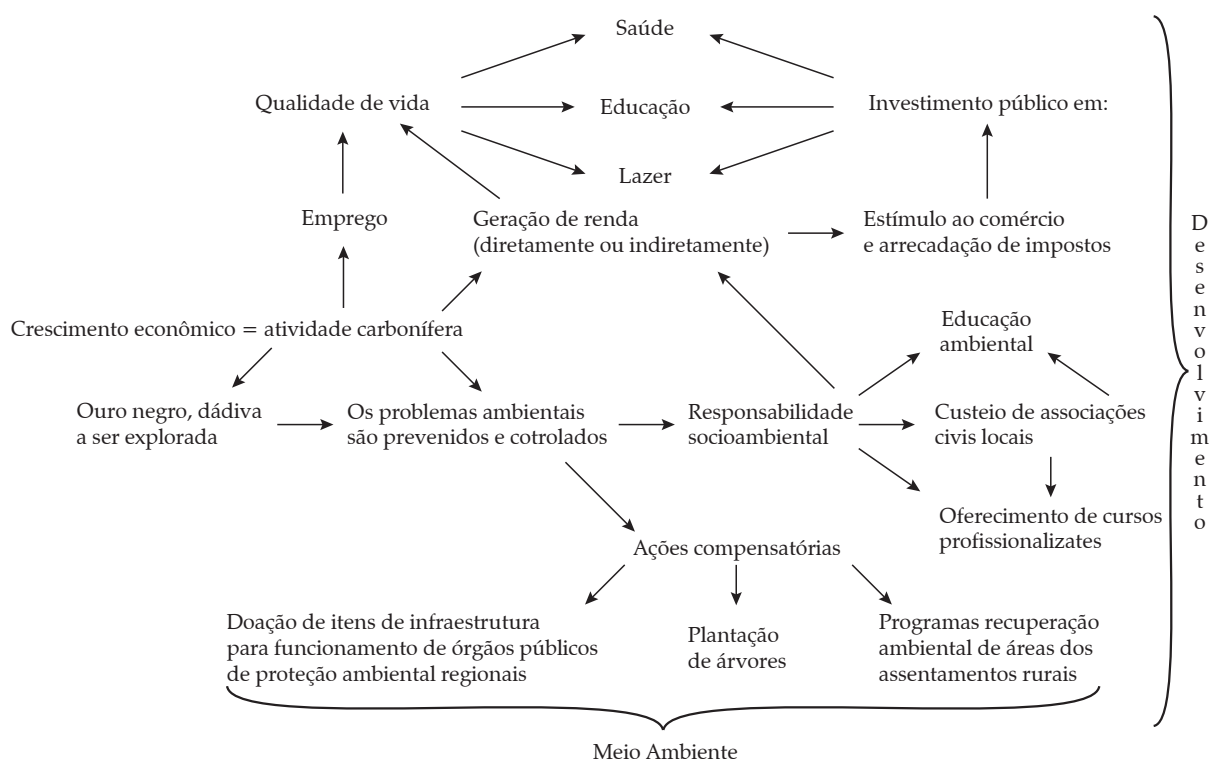 Saúde
Qualidade de vida
Educação
Investimento público em:
Lazer
Emprego
Geração de renda
(diretamente ou indiretamente)
Estímulo ao comércio
e arrecadação de impostos
Crescimento econômico = atividade carbonífera
Educação
ambiental
Ouro negro, dádiva
a ser explorada
Os problemas ambientais
são prevenidos e cotrolados
Responsabilidade
socioambiental
Custeio de associações
civis locais
Oferecimento de cursos
profissionalizates
Ações compensatórias
Doação de itens de infraestrutura
para funcionamento de órgãos públicos
de proteção ambiental regionais
Plantação
de árvores
Programas recuperação
ambiental de áreas dos
assentamentos rurais
Meio Ambiente
Desenvolvimento